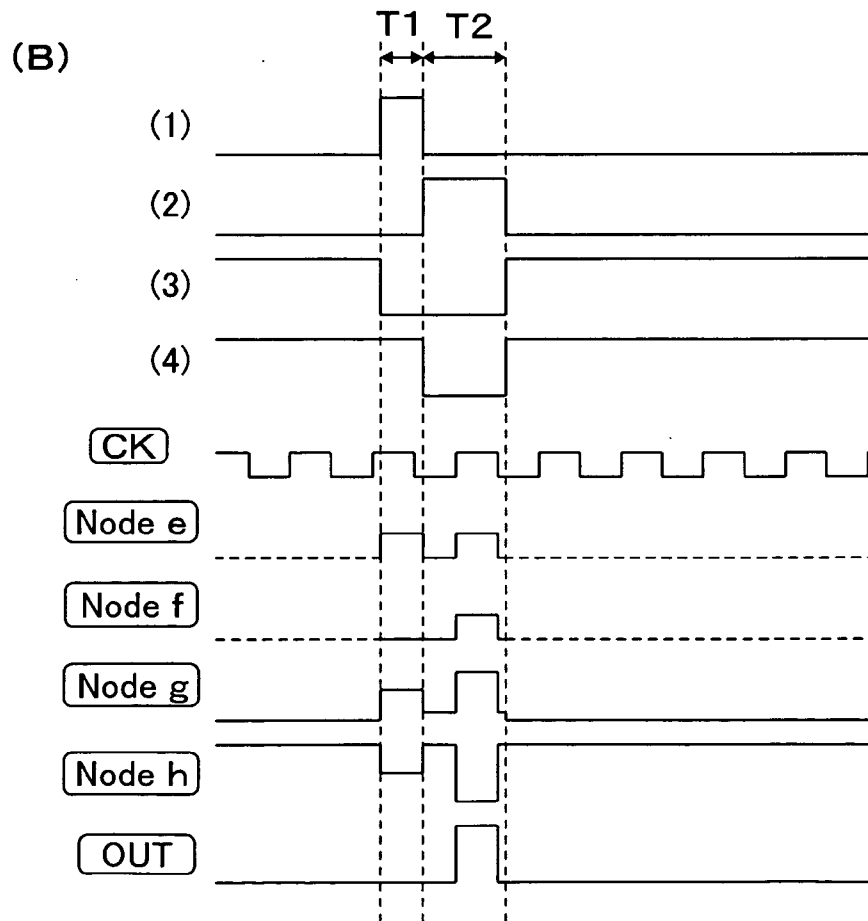 T1 T2
(B)
(1)
(2)
(3)
(4)
CK
Node e
Node f
Node g
Node h
OUT